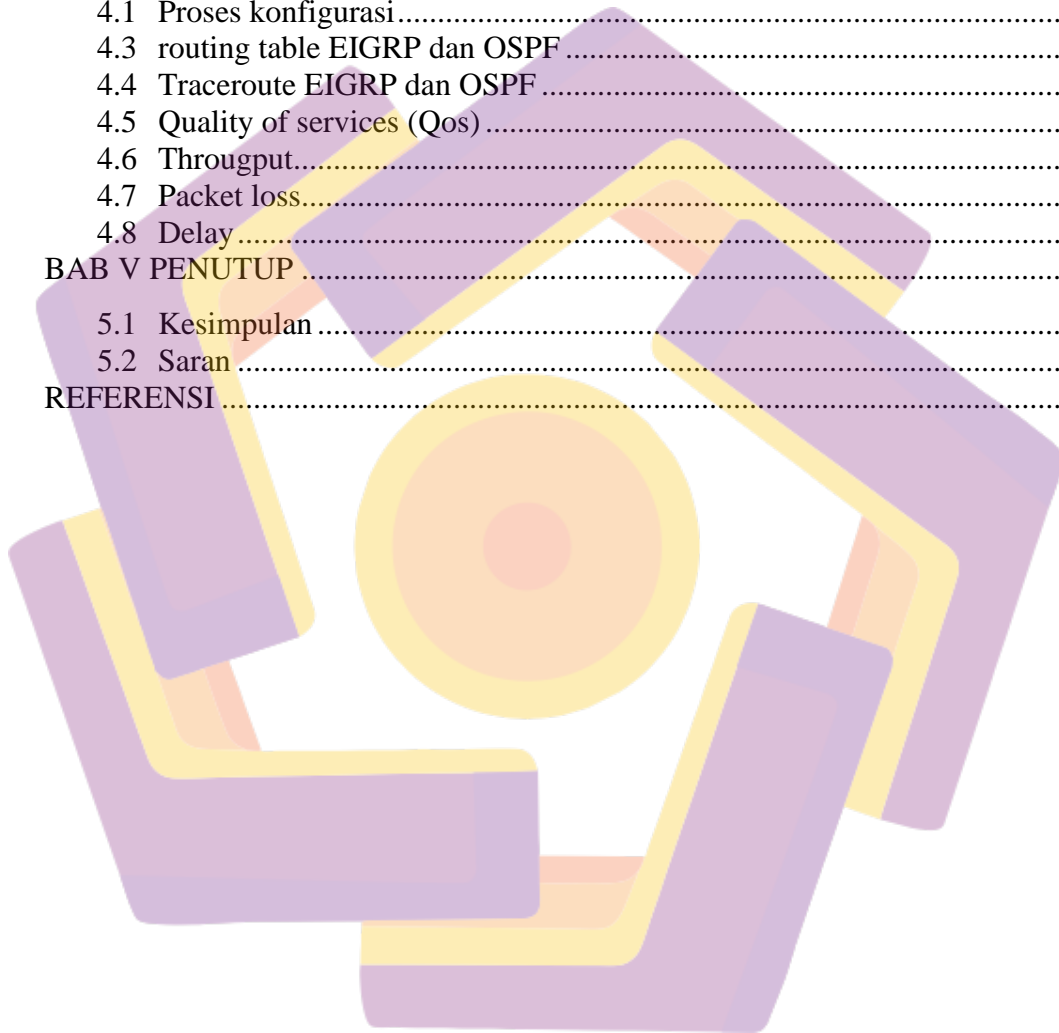 4.1 Proses konfigurasi........................................................................
4.3 routing table EIGRP dan OSPF........................................................
4.4 Traceroute EIGRP dan OSPF..........................................................
4.5 Quality of services (Qos)................................................................
4.6 Througput......................................................................................
4.7 Packet loss.....................................................................................
4.8 Delay.............................................................................................
BAB V PENUTUP....................................................................................
5.1 Kesimpulan...................................................................................
5.2 Saran.............................................................................................
REFERENSI..............................................................................................